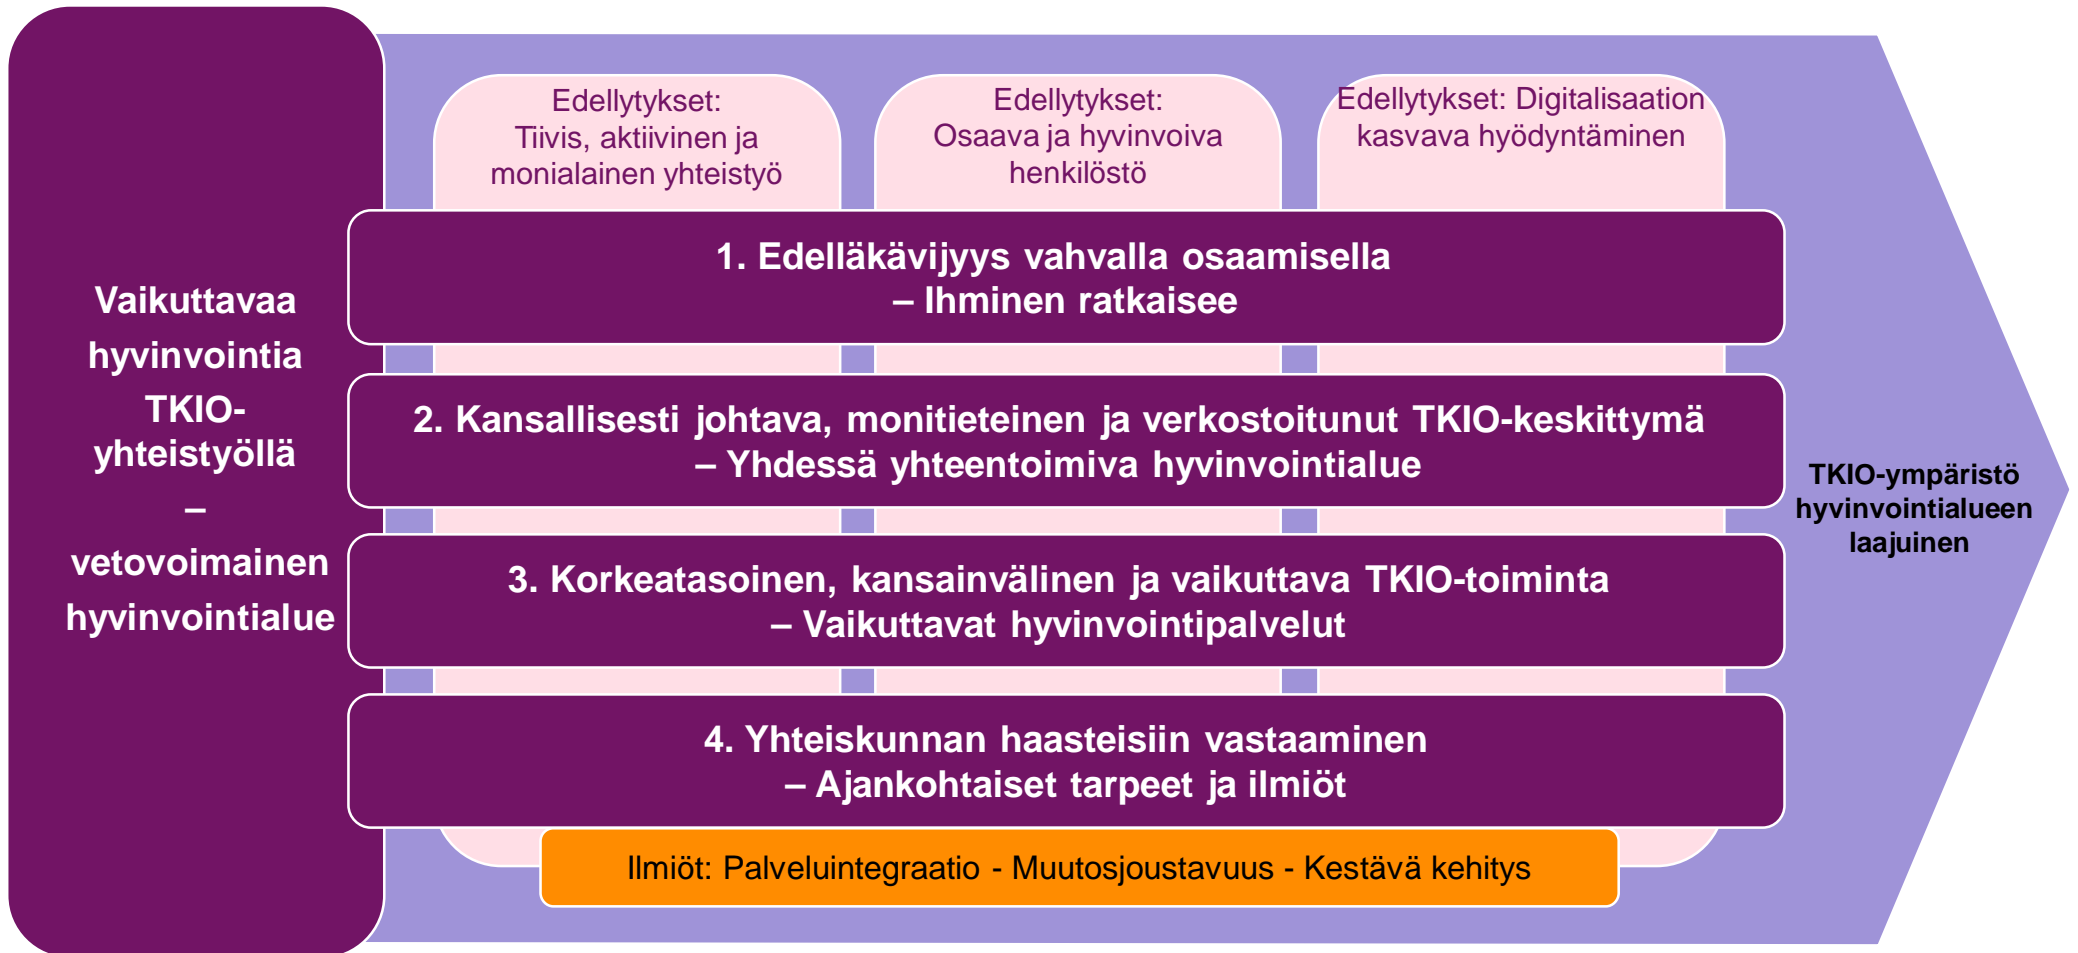 Vaikuttavaa
hyvinvointia
TKIO-
yhteistyöllä
–
vetovoimainen
hyvinvointialue
Edellytykset:
Tiivis, aktiivinen ja
monialainen yhteistyö
Edellytykset:
Osaava ja hyvinvoiva
henkilöstö
Edellytykset: Digitalisaation
kasvava hyödyntäminen
1. Edelläkävijyys vahvalla osaamisella
– Ihminen ratkaisee
2. Kansallisesti johtava, monitieteinen ja verkostoitunut TKIO-keskittymä
– Yhdessä yhteentoimiva hyvinvointialue
3. Korkeatasoinen, kansainvälinen ja vaikuttava TKIO-toiminta
– Vaikuttavat hyvinvointipalvelut
4. Yhteiskunnan haasteisiin vastaaminen
– Ajankohtaiset tarpeet ja ilmiöt
Ilmiöt: Palveluintegraatio - Muutosjoustavuus - Kestävä kehitys
TKIO-ympäristö
hyvinvointialueen
laajuinen